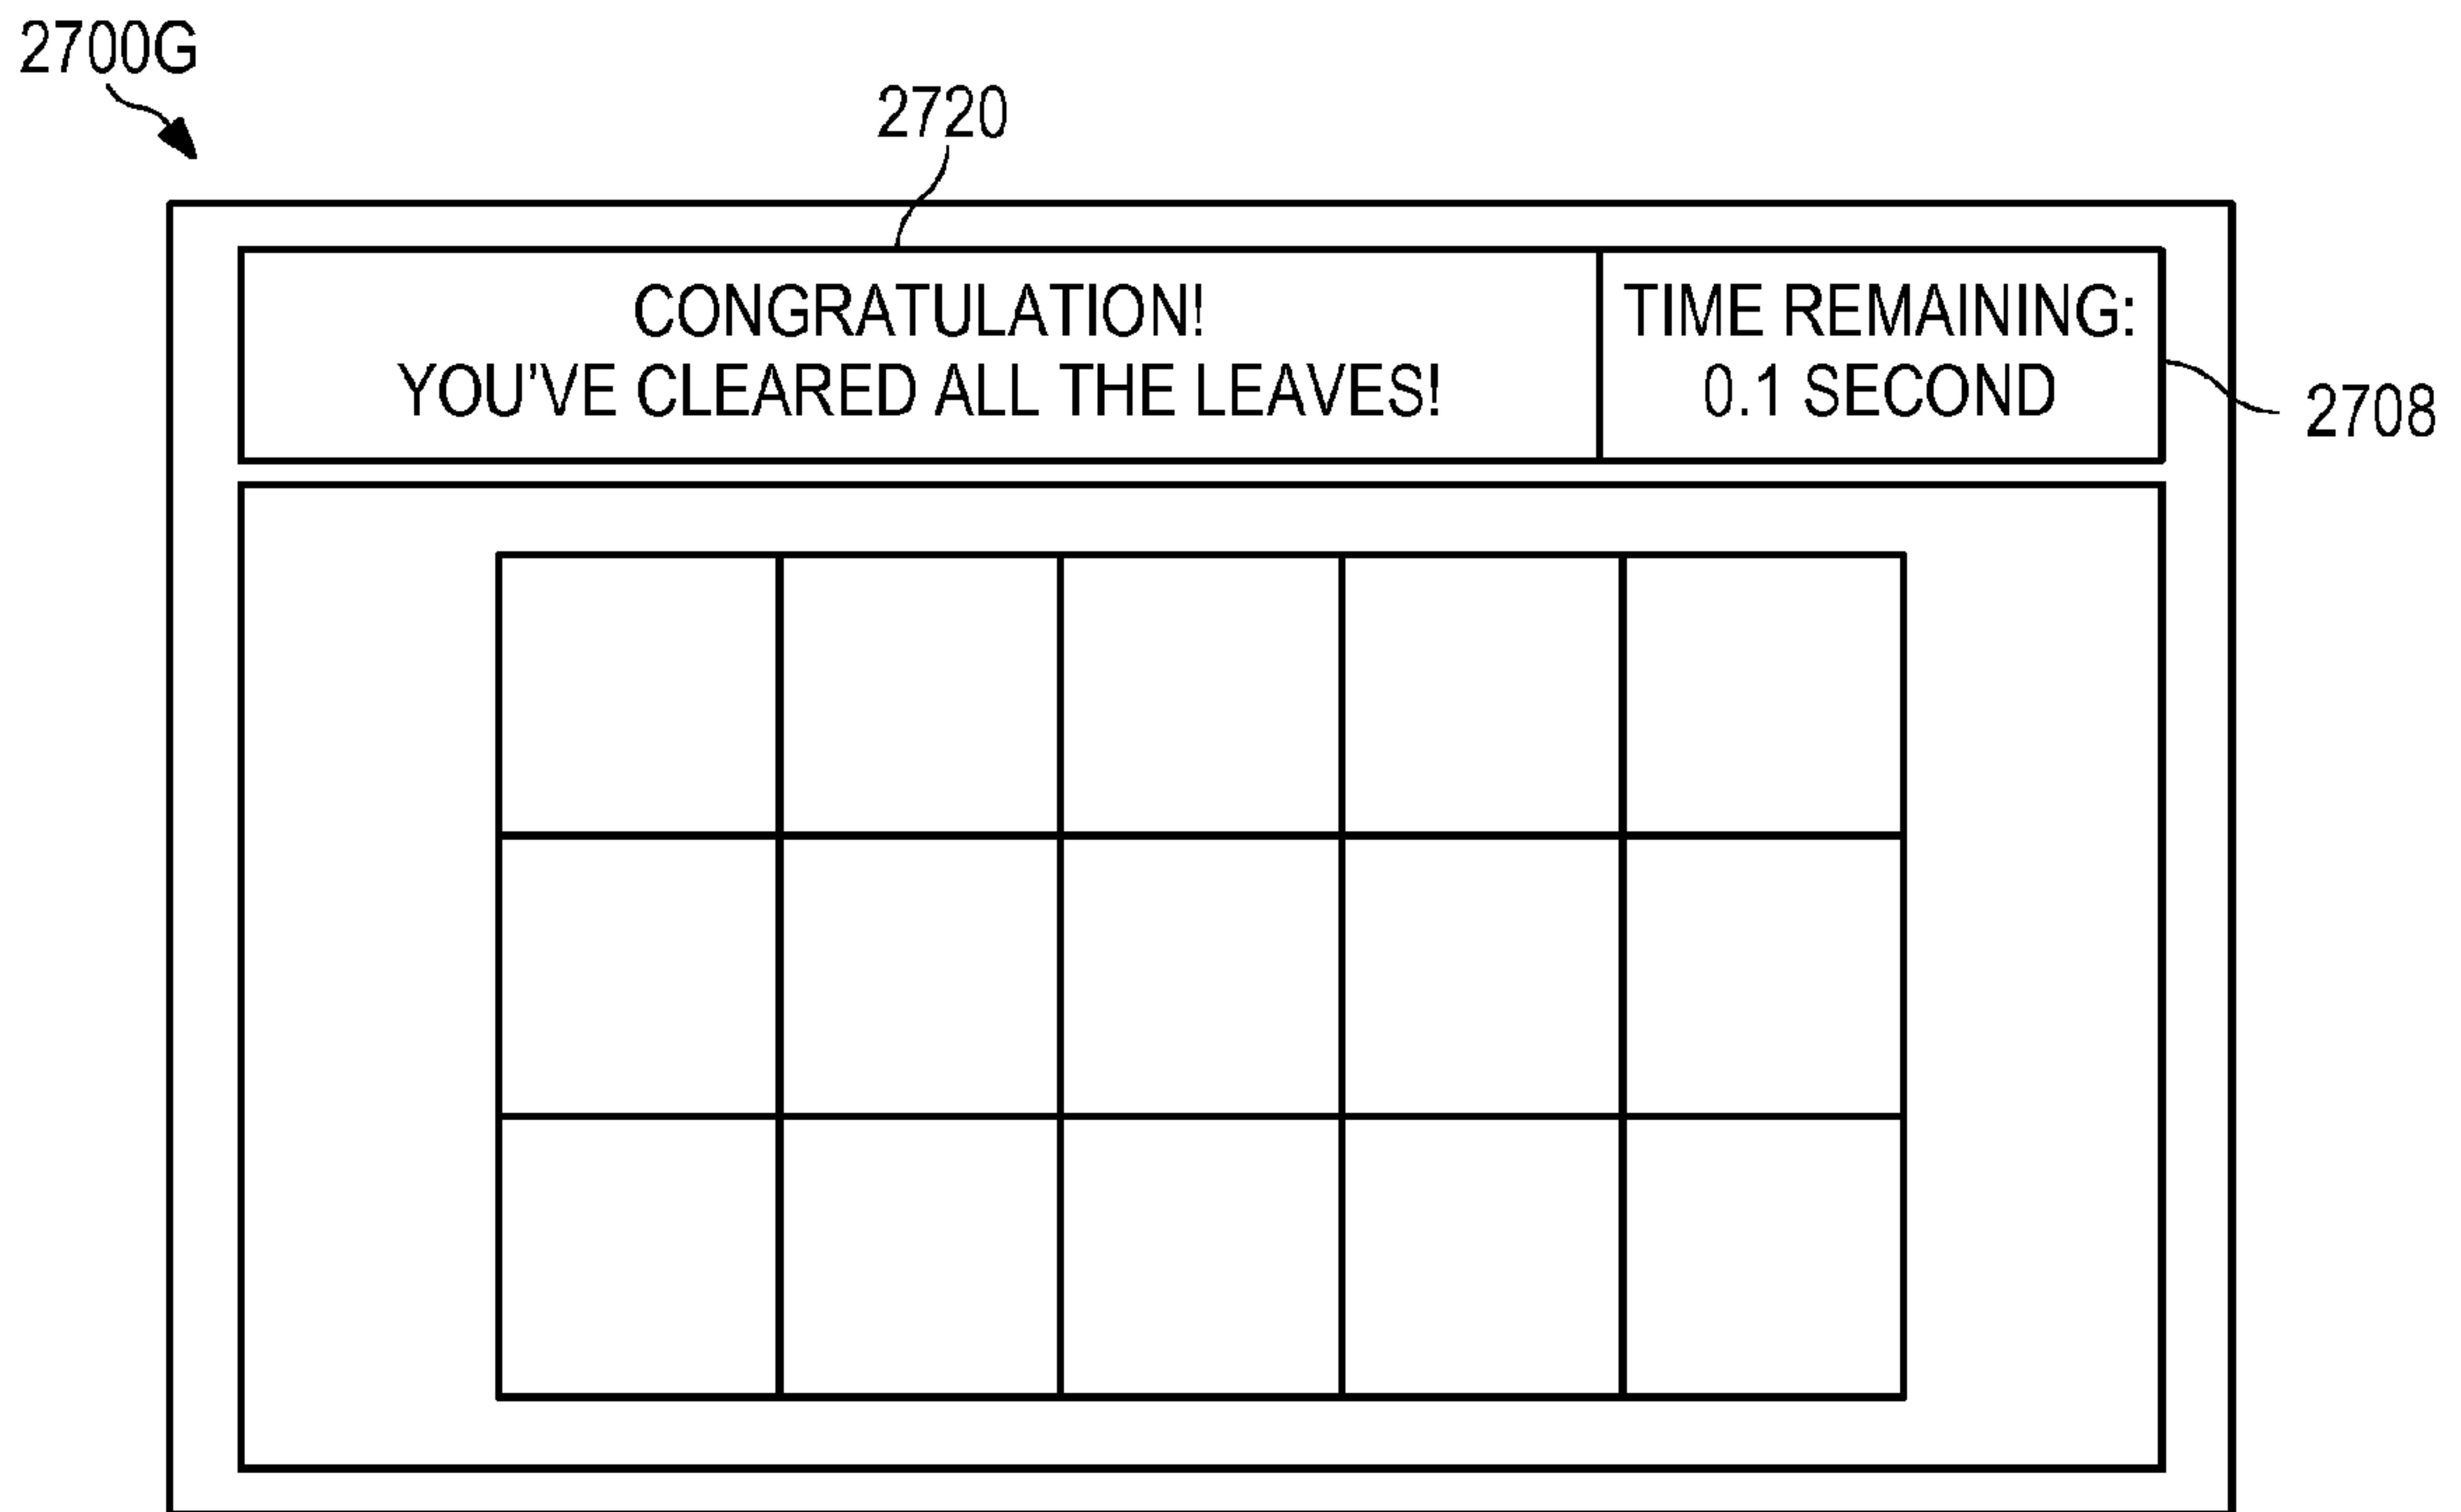 2700G
2720
CONGRATULATION!
YOU'VE CLEARED ALL THE LEAVES!
TIME REMAINING:
0.1 SECOND
2708